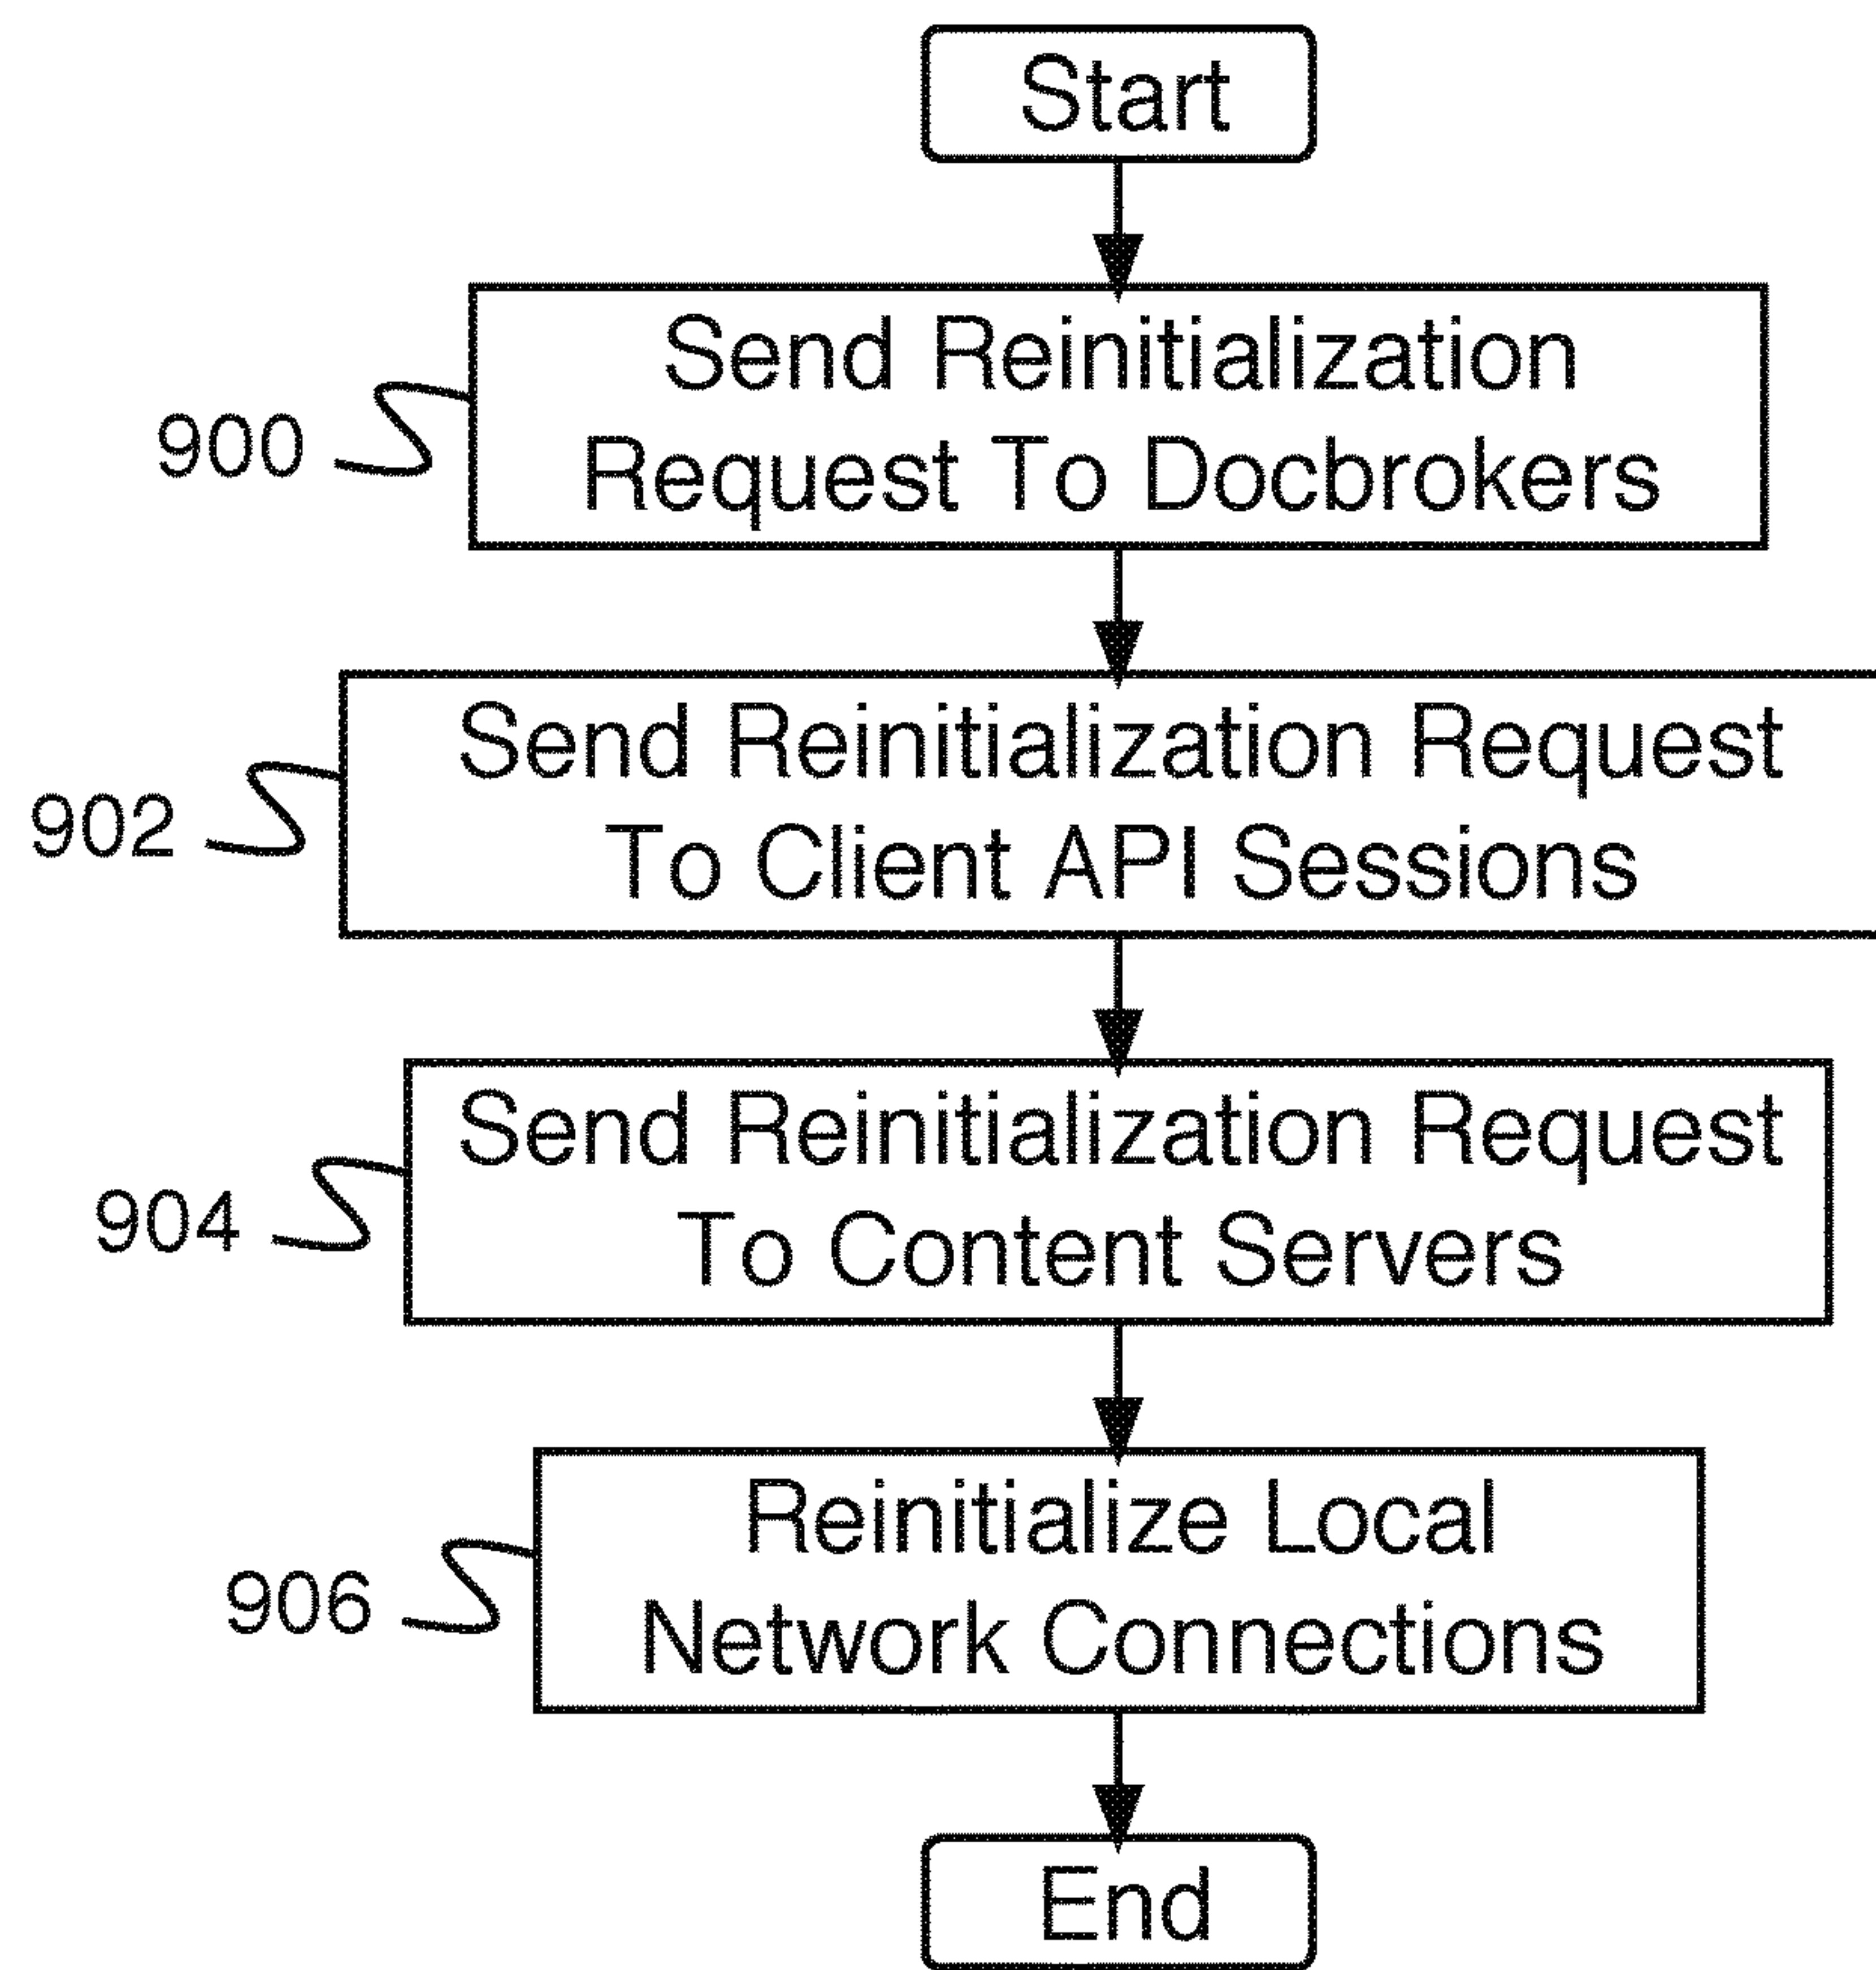 Start
Send Reinitialization
Request To Docbrokers
900
Send Reinitialization Request
To Client API Sessions
902
Send Reinitialization Request
To Content Servers
904
Reinitialize Local
Network Connections
906
End